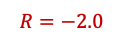 R = −2.0